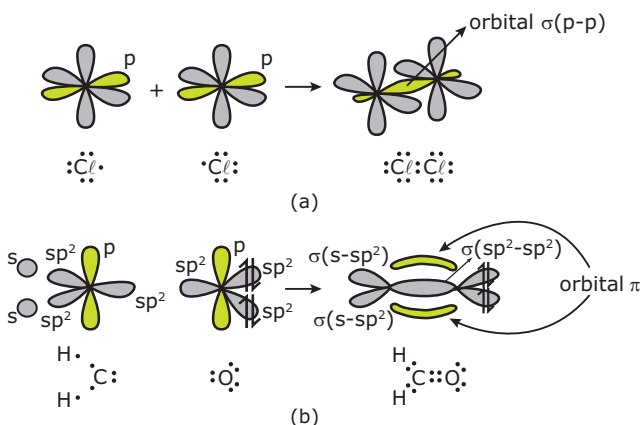 orbital σ(p-p)
p p
+
:Cℓ· ·Cℓ: :Cℓ:Cℓ:
(a)
s sp² p sp² p sp² σ(s-sp²) σ(sp²-sp²)
s sp² sp² sp² σ(s-sp²) orbital π
H· H
C: :O: C::O:
H· H
(b)